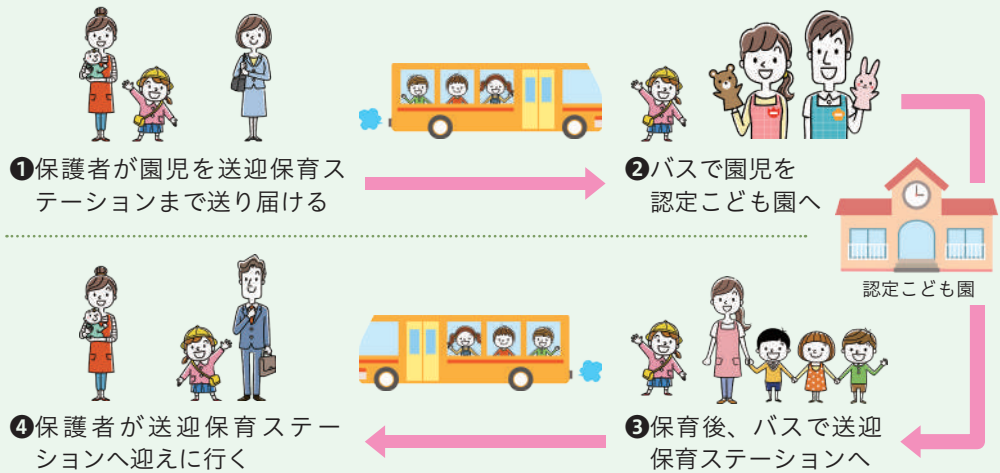 ❶保護者が園児を送迎保育ス
テーションまで送り届ける
❷バスで園児を
認定こども園へ
認定こども園
❸保育後、バスで送迎
保育ステーションへ
❹保護者が送迎保育ステー
ションへ迎えに行く